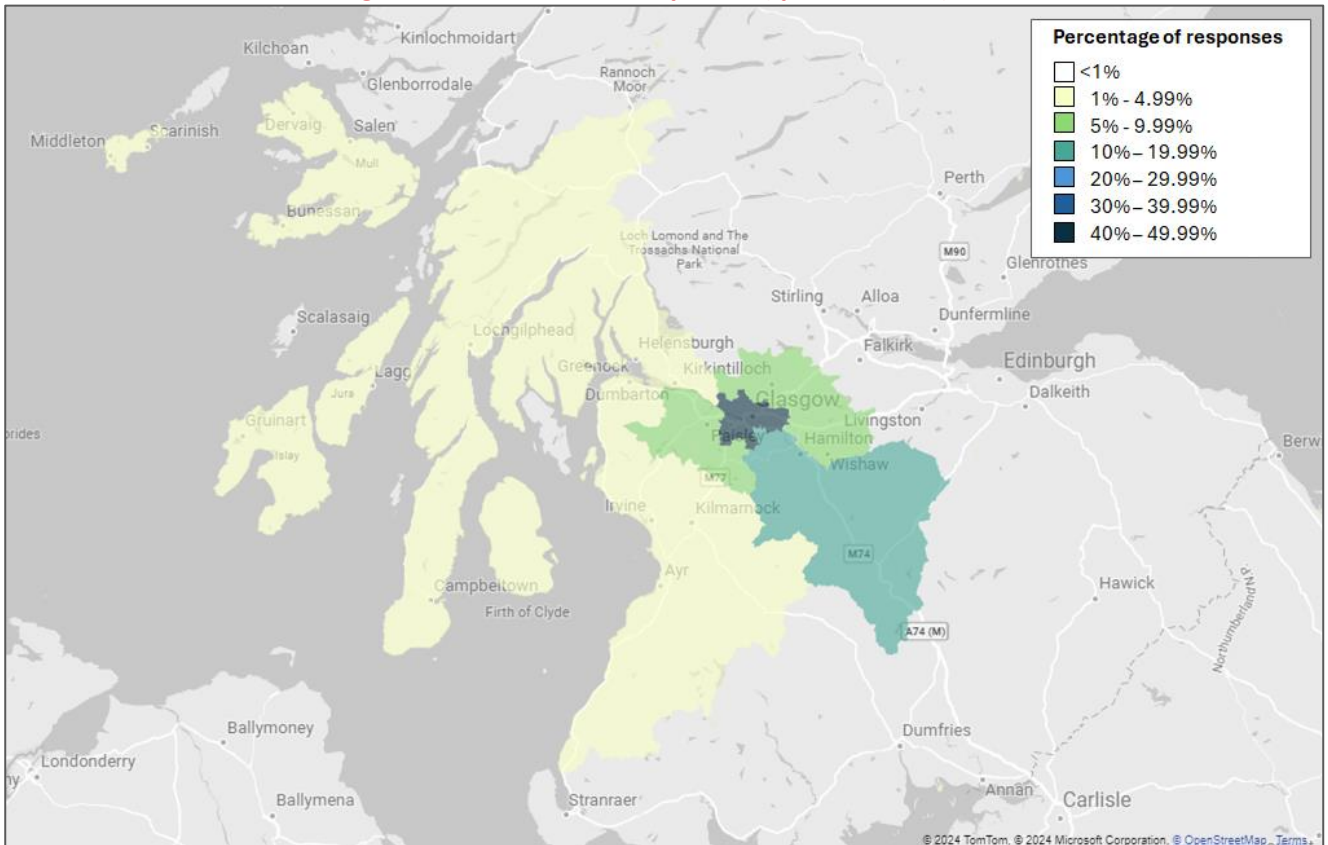 Percentage of responses
<1%
1% - 4.99%
5% - 9.99%
10% – 19.99%
20% – 29.99%
30% – 39.99%
40% – 49.99%
Kinlochmoidart
Kilchoan
Glenborrodale
Rannoch
Moor
Middleton
Scarinish
Dervaig
Salen
Mull
Bunessan
Perth
M90
Loch Lomond and The
Trossachs National
Park
Glenrothes
Stirling
Alloa
Dunfermline
Scalasaig
Lochgilphead
Helensburgh
Falkirk
Edinburgh
Lagg
Greenock
Kirkintilloch
Dumbarton
Jura
Glasgow
Dalkeith
Gruinart
Livingston
Paisley
Hamilton
Islay
Wishaw
M77
Irvine
Kilmarnock
M74
Ayr
Campbeltown
Firth of Clyde
Hawick
A74 (M)
Northumberland N.P.
Ballymoney
Dumfries
Londonderry
Ballymena
Stranraer
Annan
Carlisle
© 2024 TomTom, © 2024 Microsoft Corporation, © OpenStreetMap, Terms